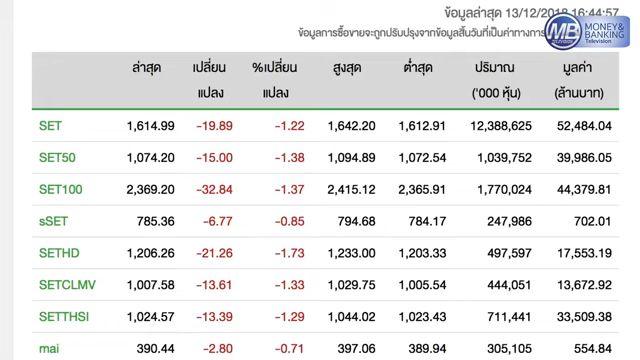 ข้อมูลล่าสุด 13/12/2018 16:44:57
ข้อมูลการซื้อขายจะถูกปรับปรุงจากข้อมูลสิ้นวันที่เป็นค่าทางการ
MB MONEY& BANKING
TELEVISION Television
ล่าสุด เปลี่ยนแปลง %เปลี่ยนแปลง สูงสุด ต่ำสุด ปริมาณ ('000 หุ้น) มูลค่า (ล้านบาท)
SET 1,614.99 -19.89 -1.22 1,642.20 1,612.91 12,388,625 52,484.04
SET50 1,074.20 -15.00 -1.38 1,094.89 1,072.54 1,039,752 39,986.05
SET100 2,369.20 -32.84 -1.37 2,415.12 2,365.91 1,770,024 44,379.81
sSET 785.36 -6.77 -0.85 794.68 784.17 247,986 702.01
SETHD 1,206.26 -21.26 -1.73 1,233.00 1,203.33 497,597 17,553.19
SETCLMV 1,007.58 -13.61 -1.33 1,029.75 1,005.54 444,051 13,672.92
SETTHSI 1,024.57 -13.39 -1.29 1,044.02 1,023.43 711,441 33,509.38
mai 390.44 -2.80 -0.71 397.06 389.94 305,105 554.84